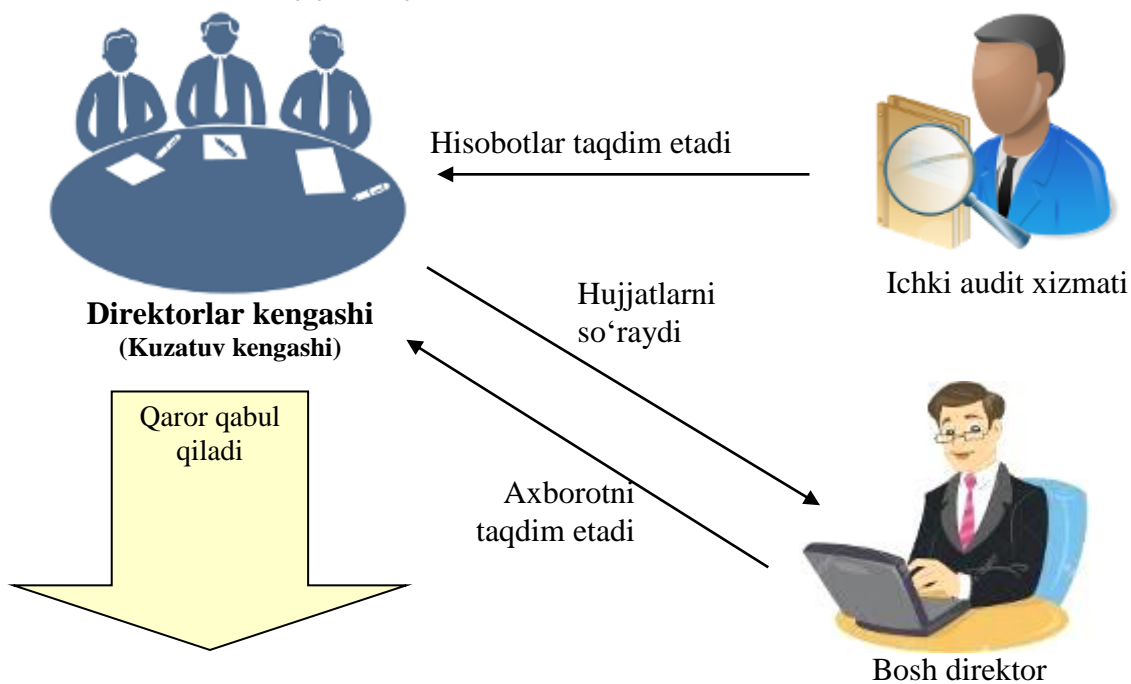 Hisobotlar taqdim etadi
Ichki audit xizmati
Direktorlar kengashi
(Kuzatuv kengashi)
Hujjatlarni
so‘raydi
Qaror qabul
qiladi
Axborotni
taqdim etadi
Bosh direktor